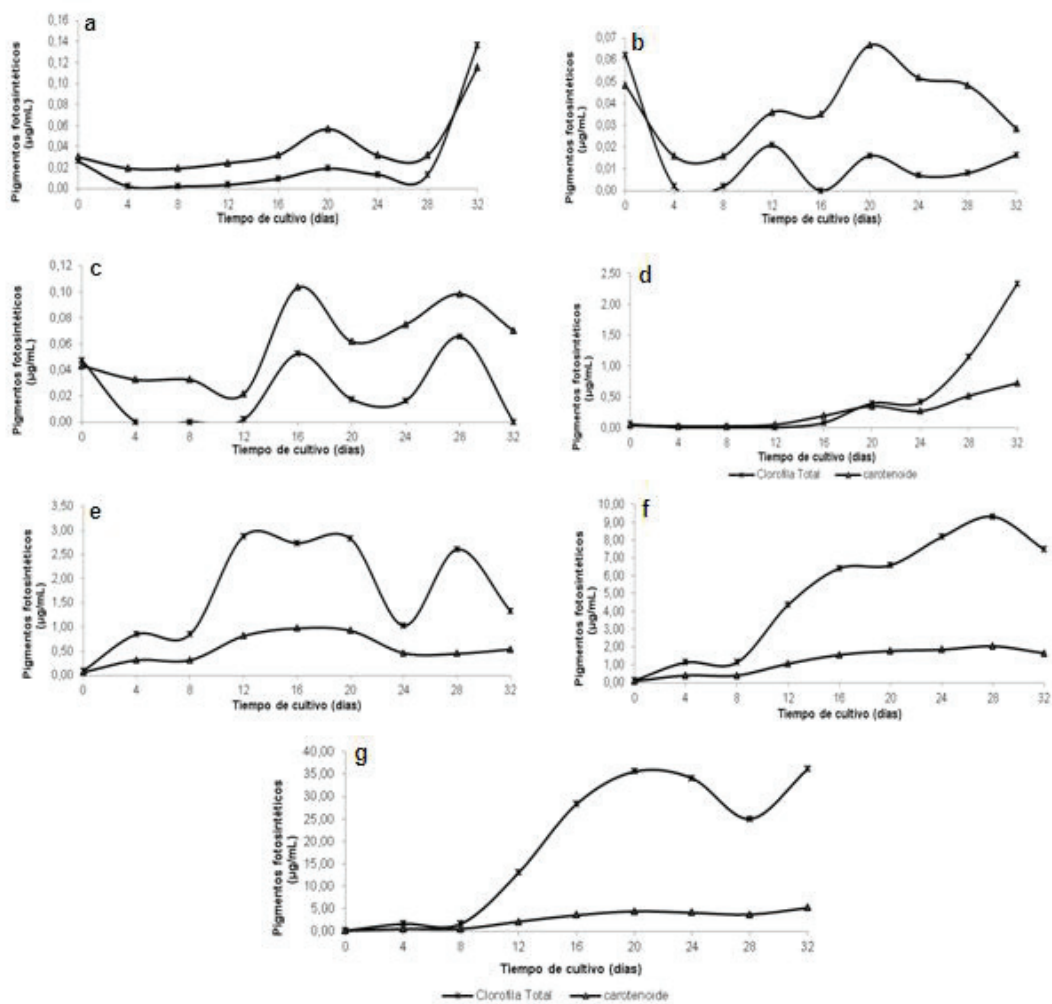 a
Pigmentos fotosintéticos
(µg/mL)
0,16
0,14
0,12
0,10
0,08
0,06
0,04
0,02
0,00
0 4 8 12 16 20 24 28 32
Tiempo de cultivo (días)
b
Pigmentos fotosintéticos
(µg/mL)
0,07
0,06
0,05
0,04
0,03
0,02
0,01
0,00
0 4 8 12 16 20 24 28 32
Tiempo de cultivo (días)
c
Pigmentos fotosintéticos
(µg/mL)
0,12
0,10
0,08
0,06
0,04
0,02
0,00
0 4 8 12 16 20 24 28 32
Tiempo de cultivo (días)
d
Pigmentos fotosintéticos
(µg/mL)
2,50
2,00
1,50
1,00
0,50
0,00
0 4 8 12 16 20 24 28 32
Tiempo de cultivo (días)
Clorofila Total carotenoide
e
Pigmentos fotosintéticos
(µg/mL)
3,50
3,00
2,50
2,00
1,50
1,00
0,50
0,00
0 4 8 12 16 20 24 28 32
Tiempo de cultivo (días)
f
Pigmentos fotosintéticos
(µg/mL)
10,00
9,00
8,00
7,00
6,00
5,00
4,00
3,00
2,00
1,00
0,00
0 4 8 12 16 20 24 28 32
Tiempo de cultivo (días)
g
Pigmentos fotosintéticos
(µg/mL)
40,00
35,00
30,00
25,00
20,00
15,00
10,00
5,00
0,00
0 4 8 12 16 20 24 28 32
Tiempo de cultivo (días)
Clorofila Total carotenoide